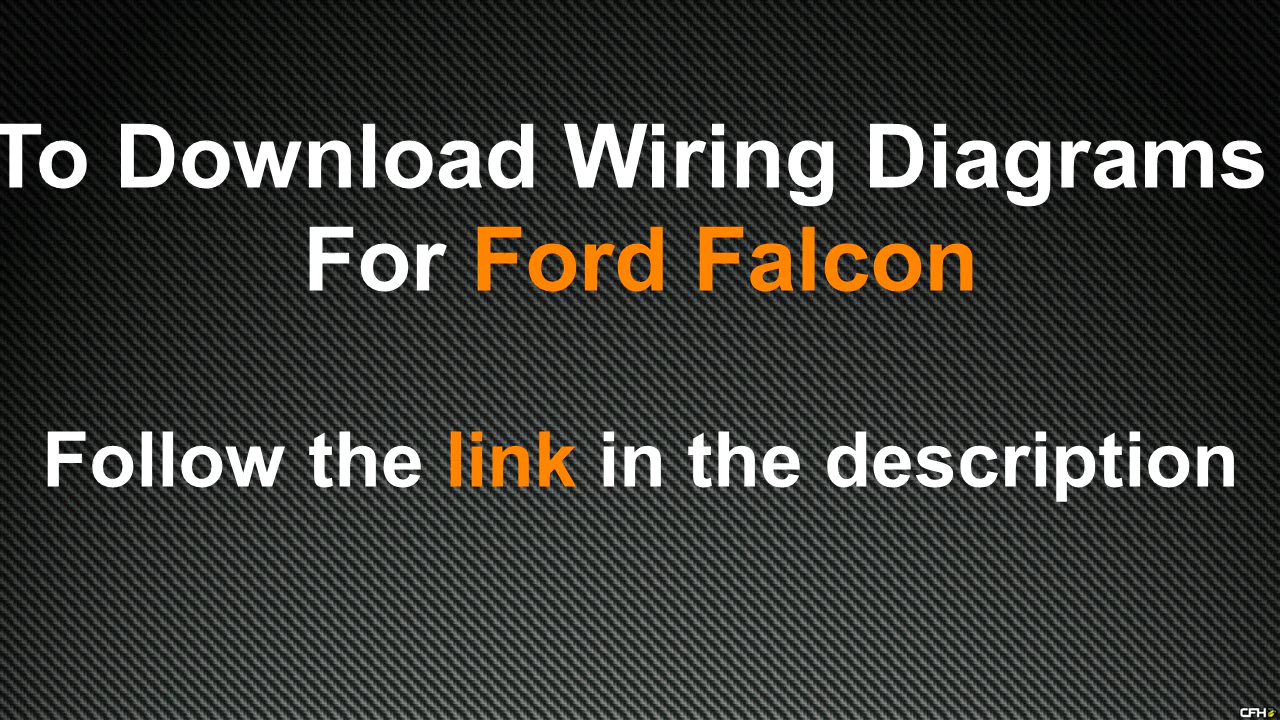 To Download Wiring Diagrams
For Ford Falcon
Follow the link in the description
CFH